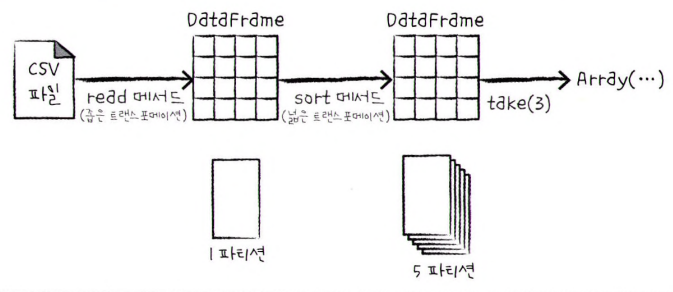 DataFrame
DataFrame
CSV
파일
read 메서드
(좁은 트랜스포메이션)
sort 메서드
(넓은 트랜스포메이션)
take(3)
Array(…)
1 파티션
5 파티션